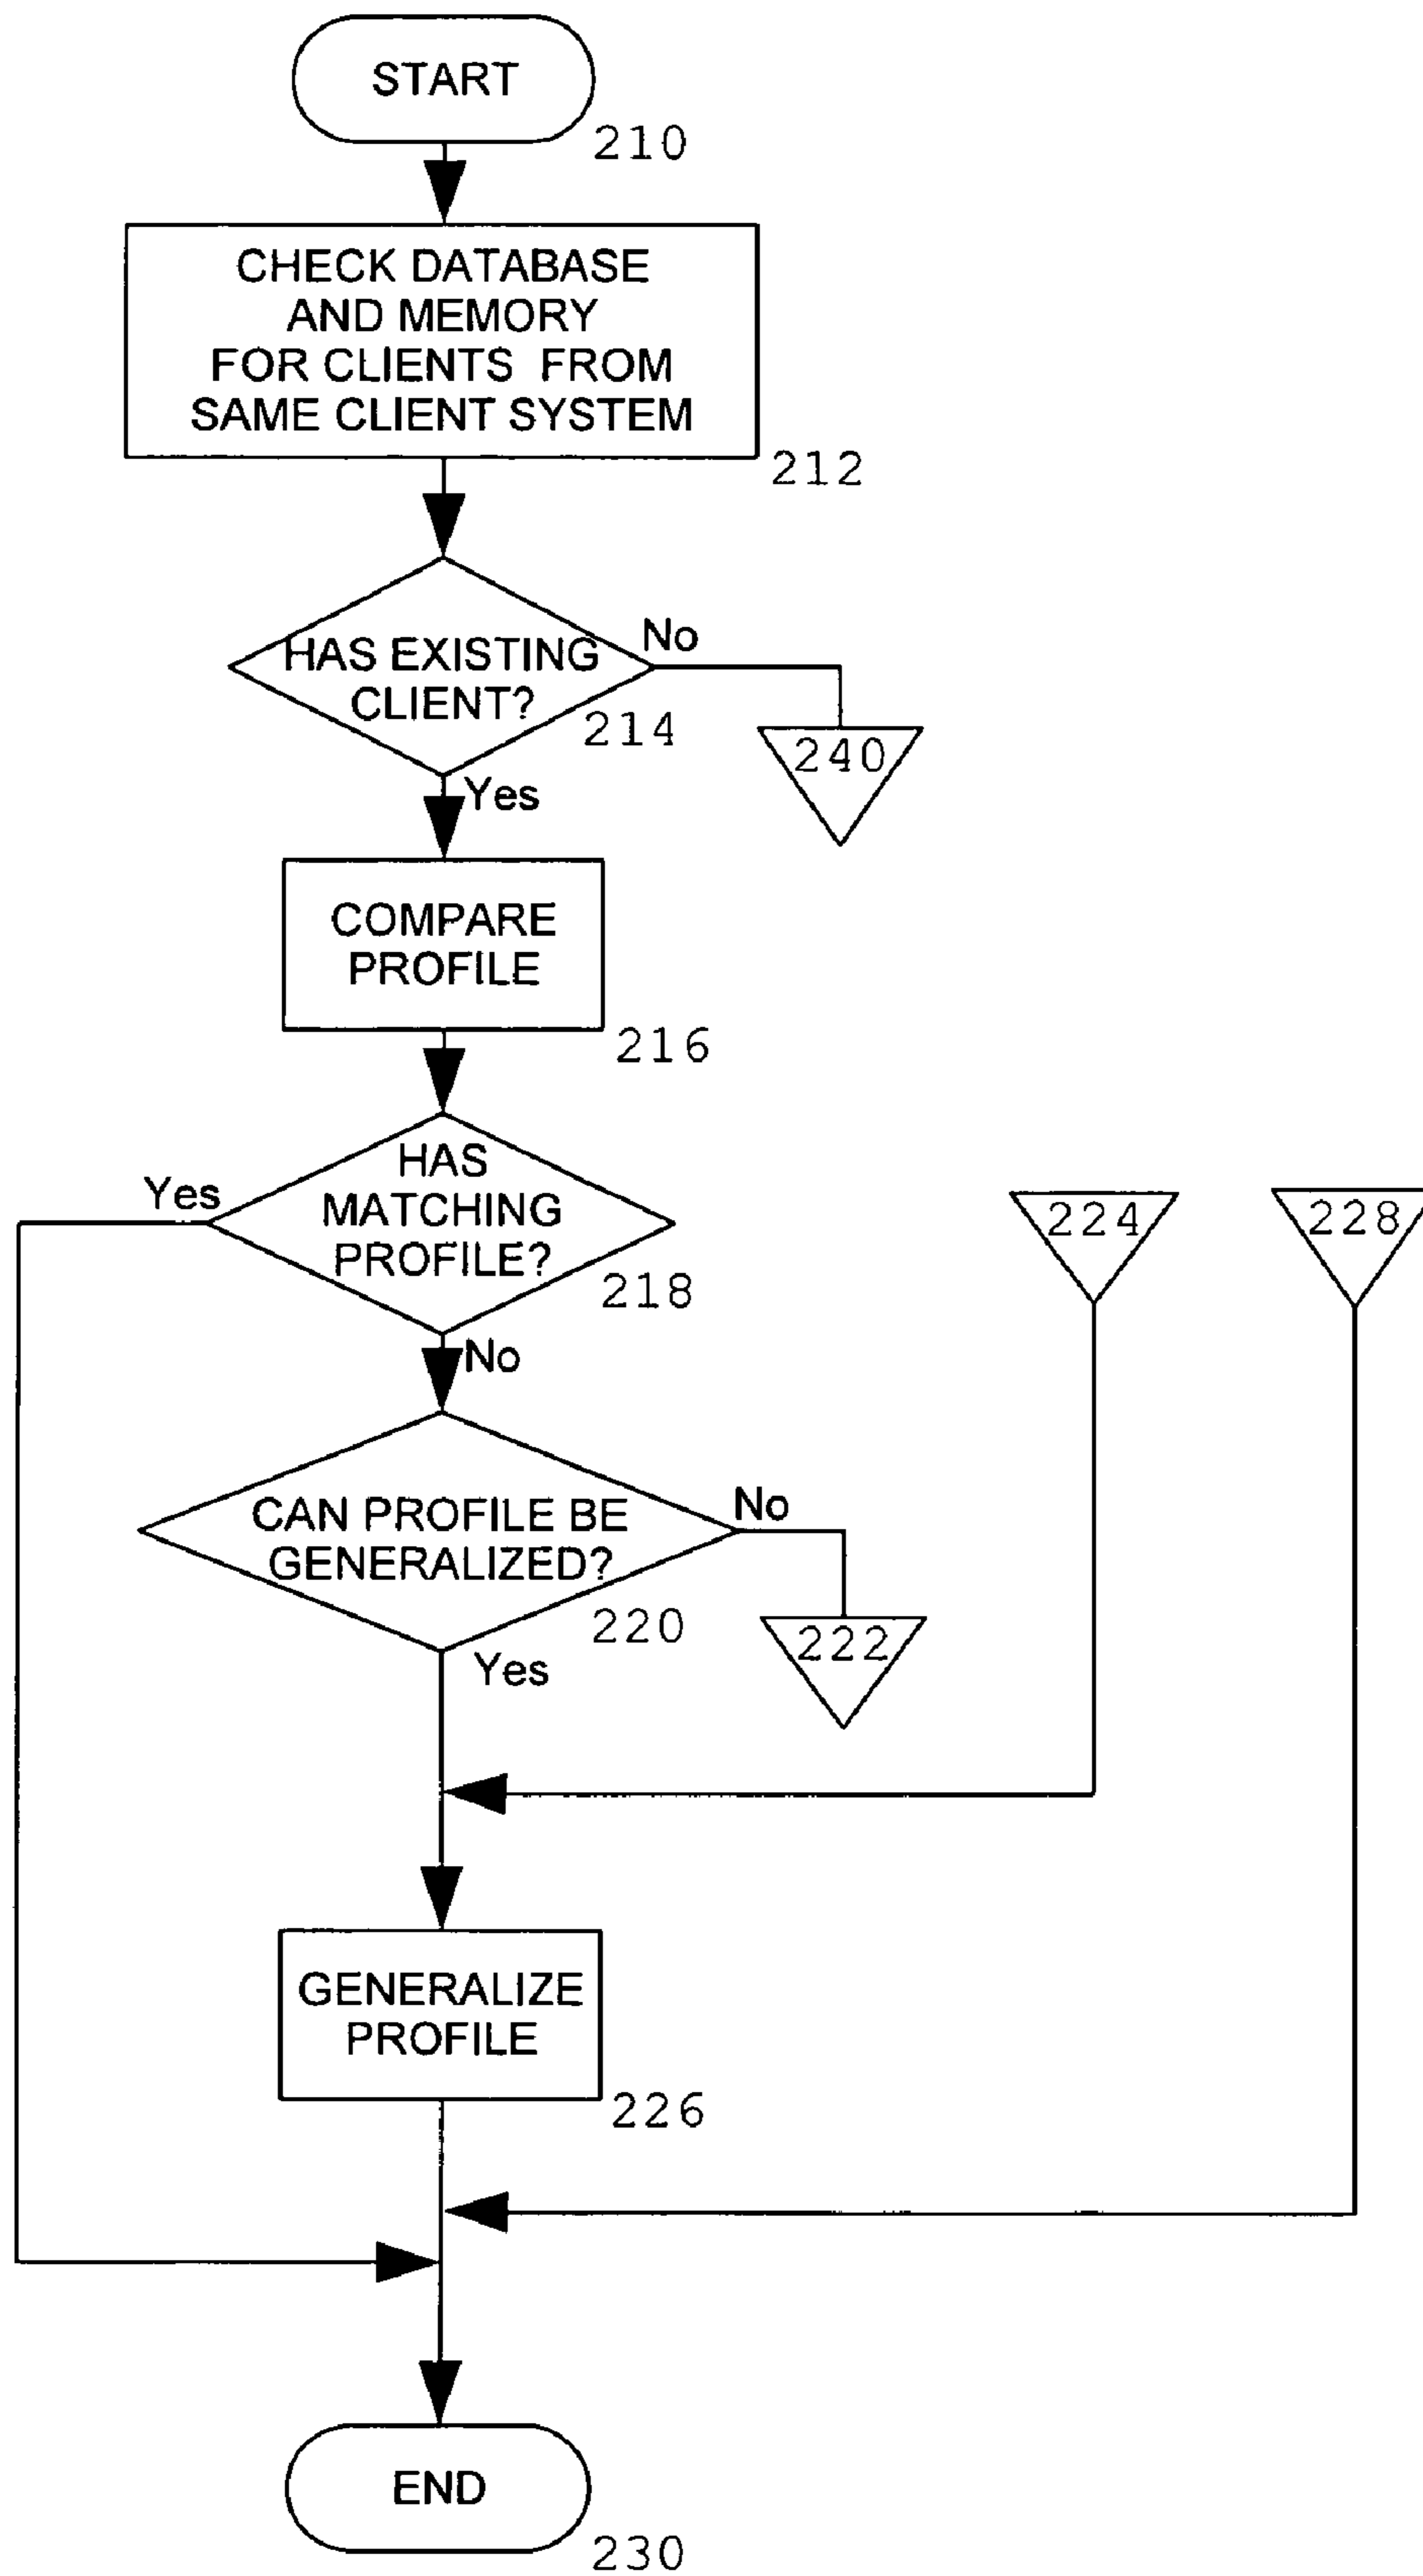 START
210
CHECK DATABASE
AND MEMORY
FOR CLIENTS FROM
SAME CLIENT SYSTEM
212
HAS EXISTING
CLIENT?
214
No
240
Yes
COMPARE
PROFILE
216
HAS
MATCHING
PROFILE?
218
Yes
224
228
No
CAN PROFILE BE
GENERALIZED?
220
No
222
Yes
GENERALIZE
PROFILE
226
END
230